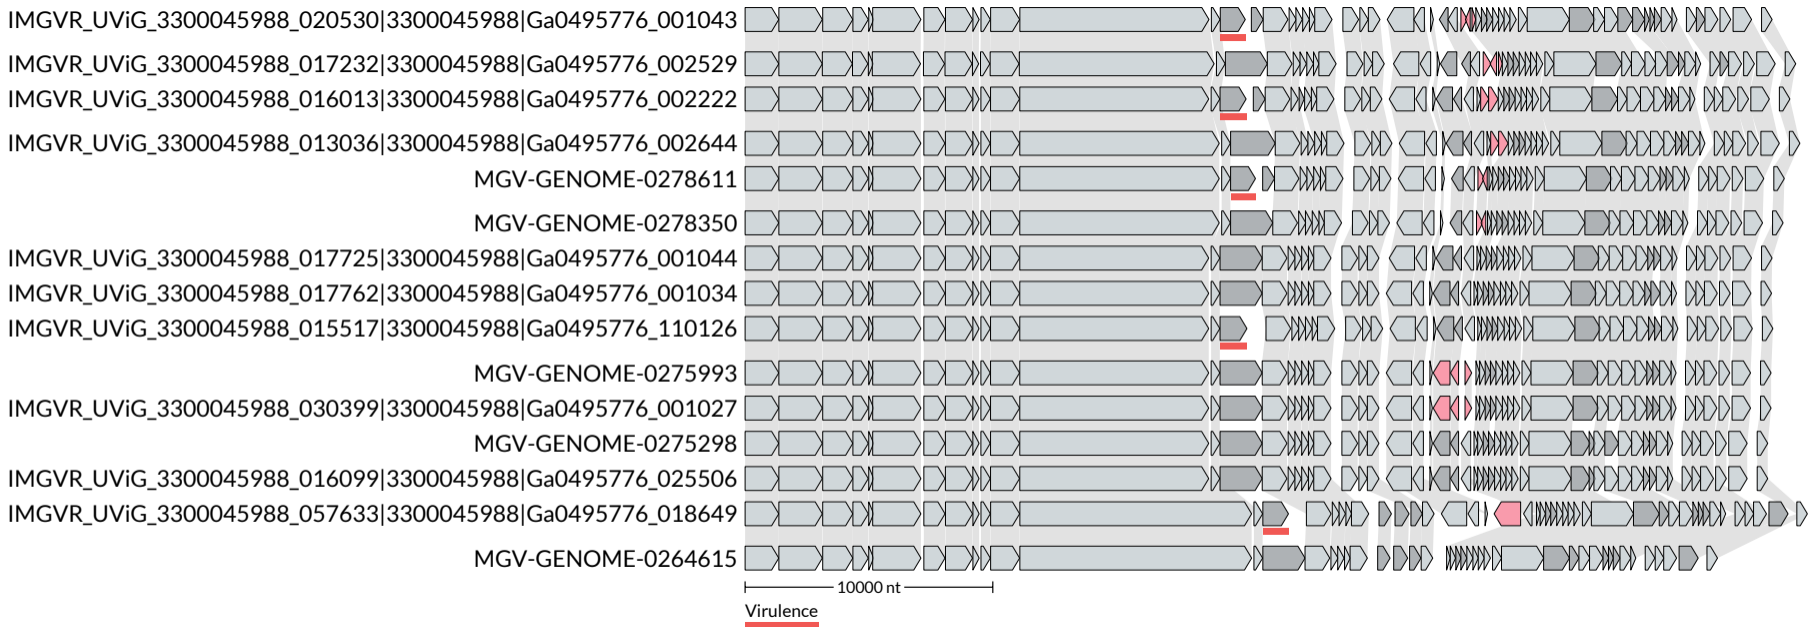 IMGVR_UViG_3300045988_020530|3300045988|Ga0495776_001043
IMGVR_UViG_3300045988_017232|3300045988|Ga0495776_002529
IMGVR_UViG_3300045988_016013|3300045988|Ga0495776_002222
IMGVR_UViG_3300045988_013036|3300045988|Ga0495776_002644
MGV-GENOME-0278611
MGV-GENOME-0278350
IMGVR_UViG_3300045988_017725|3300045988|Ga0495776_001044
IMGVR_UViG_3300045988_017762|3300045988|Ga0495776_001034
IMGVR_UViG_3300045988_015517|3300045988|Ga0495776_110126
MGV-GENOME-0275993
IMGVR_UViG_3300045988_030399|3300045988|Ga0495776_001027
MGV-GENOME-0275298
IMGVR_UViG_3300045988_016099|3300045988|Ga0495776_025506
IMGVR_UViG_3300045988_057633|3300045988|Ga0495776_018649
MGV-GENOME-0264615
10000 nt
Virulence